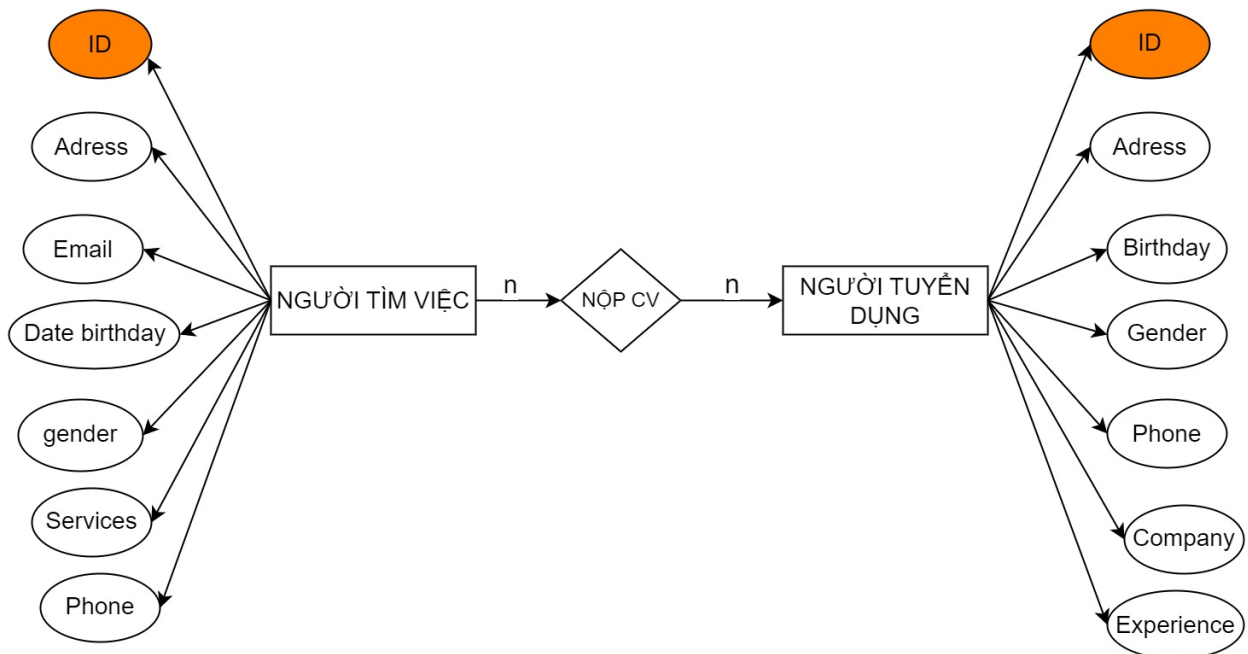 ID
Adress
Email
Date birthday
gender
Services
Phone
NGƯỜI TÌM VIỆC
n
NỘP CV
n
NGƯỜI TUYỂN
DỤNG
ID
Adress
Birthday
Gender
Phone
Company
Experience